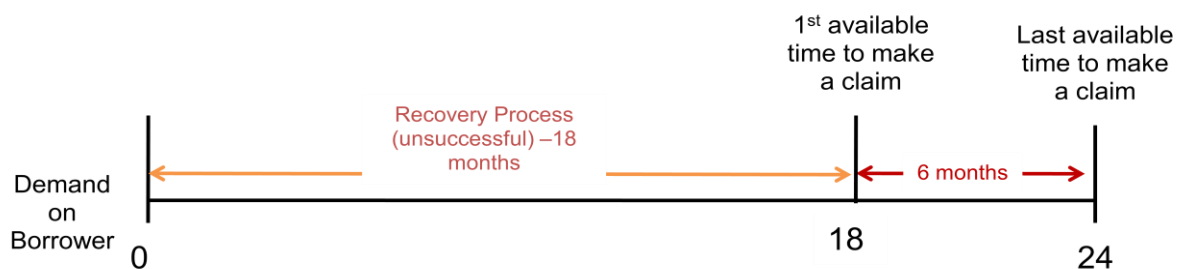 1st available
time to make
a claim
Last available
time to make
a claim
Recovery Process
(unsuccessful) –18
months
6 months
Demand
on
Borrower
0
18
24